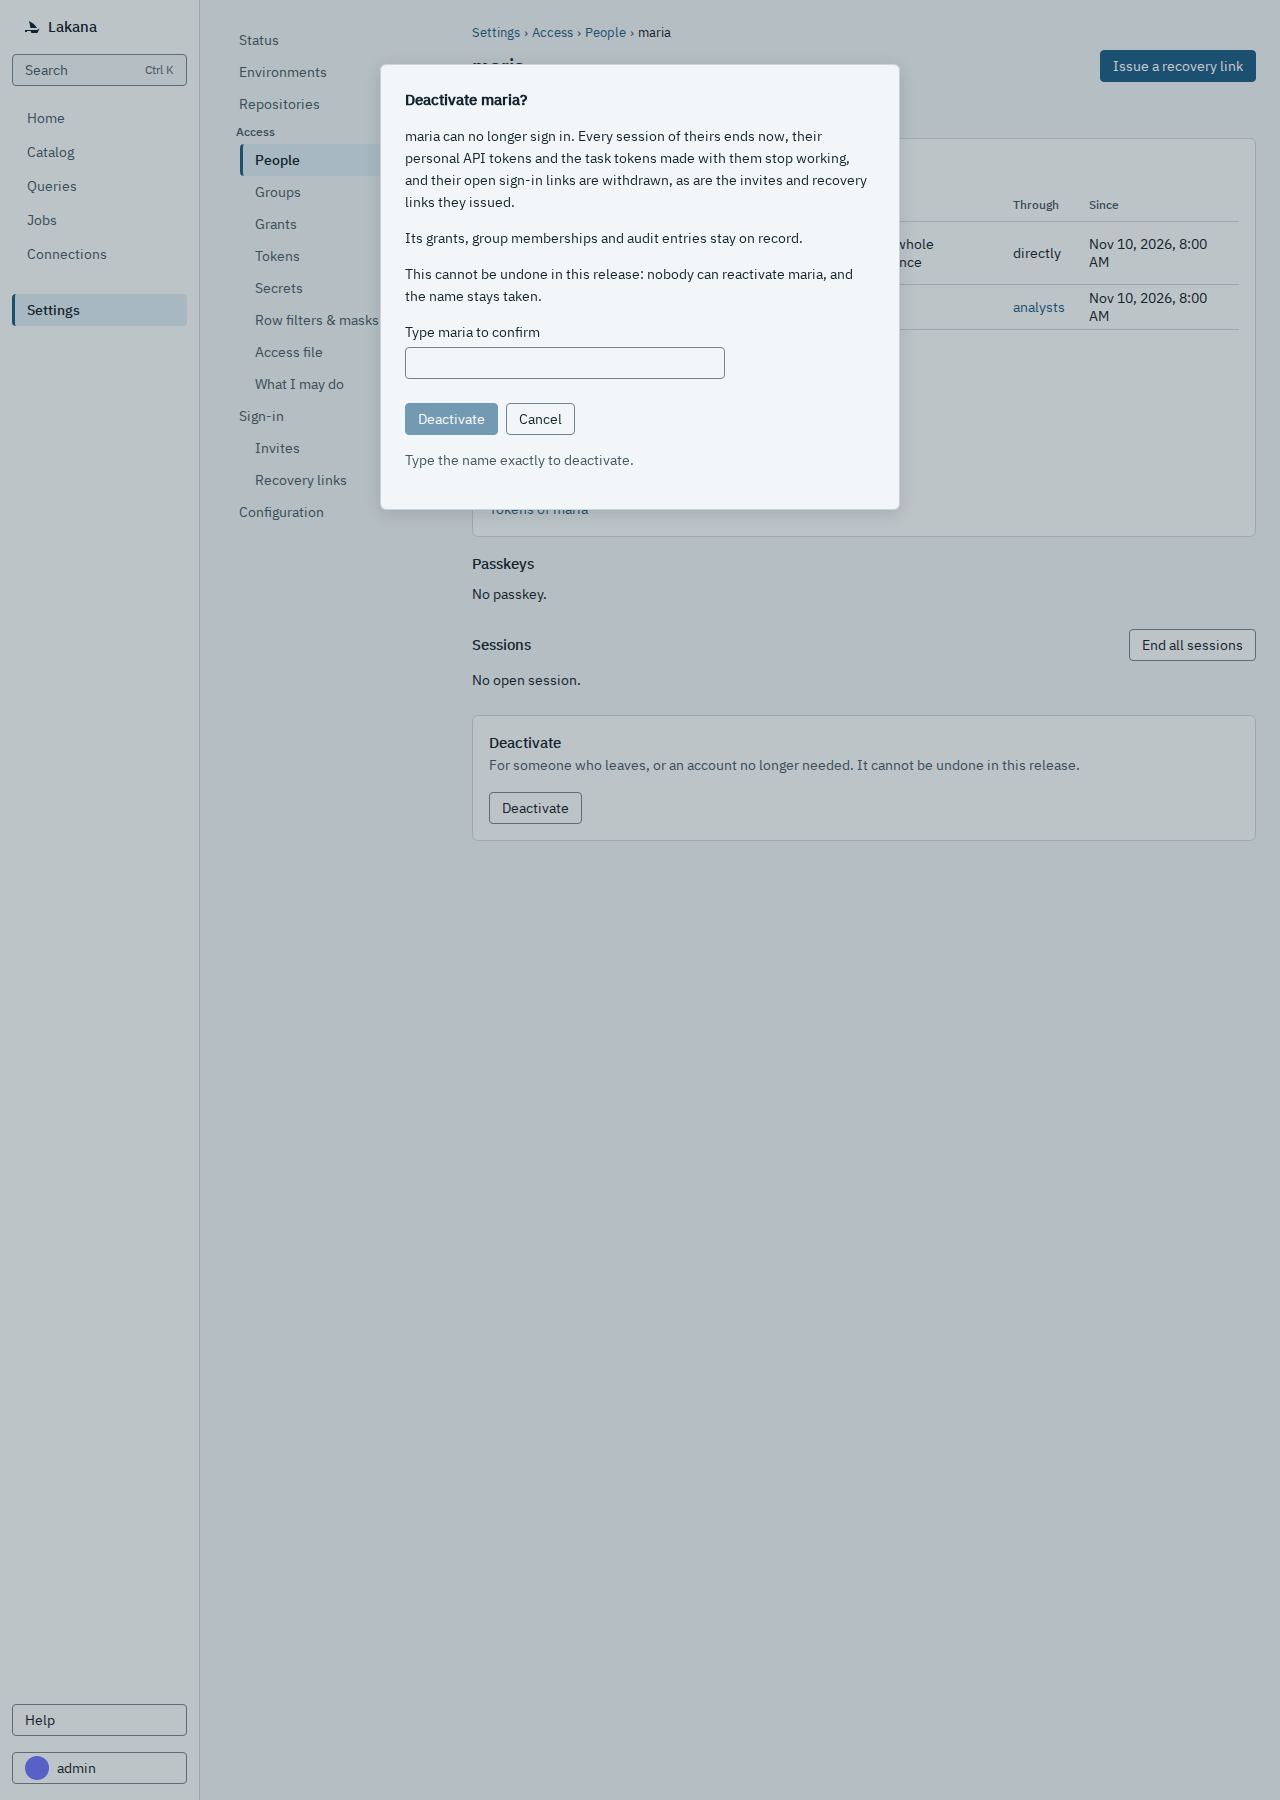 Lakana
Search Ctrl K
Home
Catalog
Queries
Jobs
Connections
Settings
Help
admin
Status
Environments
Repositories
Access
People
Groups
Grants
Tokens
Secrets
Row filters & masks
Access file
What I may do
Sign-in
Invites
Recovery links
Configuration
Settings › Access › People › maria
maria
Issue a recovery link
Through Since
directly Nov 10, 2026, 8:00
AM
analysts Nov 10, 2026, 8:00
AM
Deactivate maria?
maria can no longer sign in. Every session of theirs ends now, their
personal API tokens and the task tokens made with them stop working,
and their open sign-in links are withdrawn, as are the invites and recovery
links they issued.
Its grants, group memberships and audit entries stay on record.
This cannot be undone in this release: nobody can reactivate maria, and
the name stays taken.
Type maria to confirm
Deactivate Cancel
Type the name exactly to deactivate.
Tokens of maria
Passkeys
No passkey.
Sessions
End all sessions
No open session.
Deactivate
For someone who leaves, or an account no longer needed. It cannot be undone in this release.
Deactivate